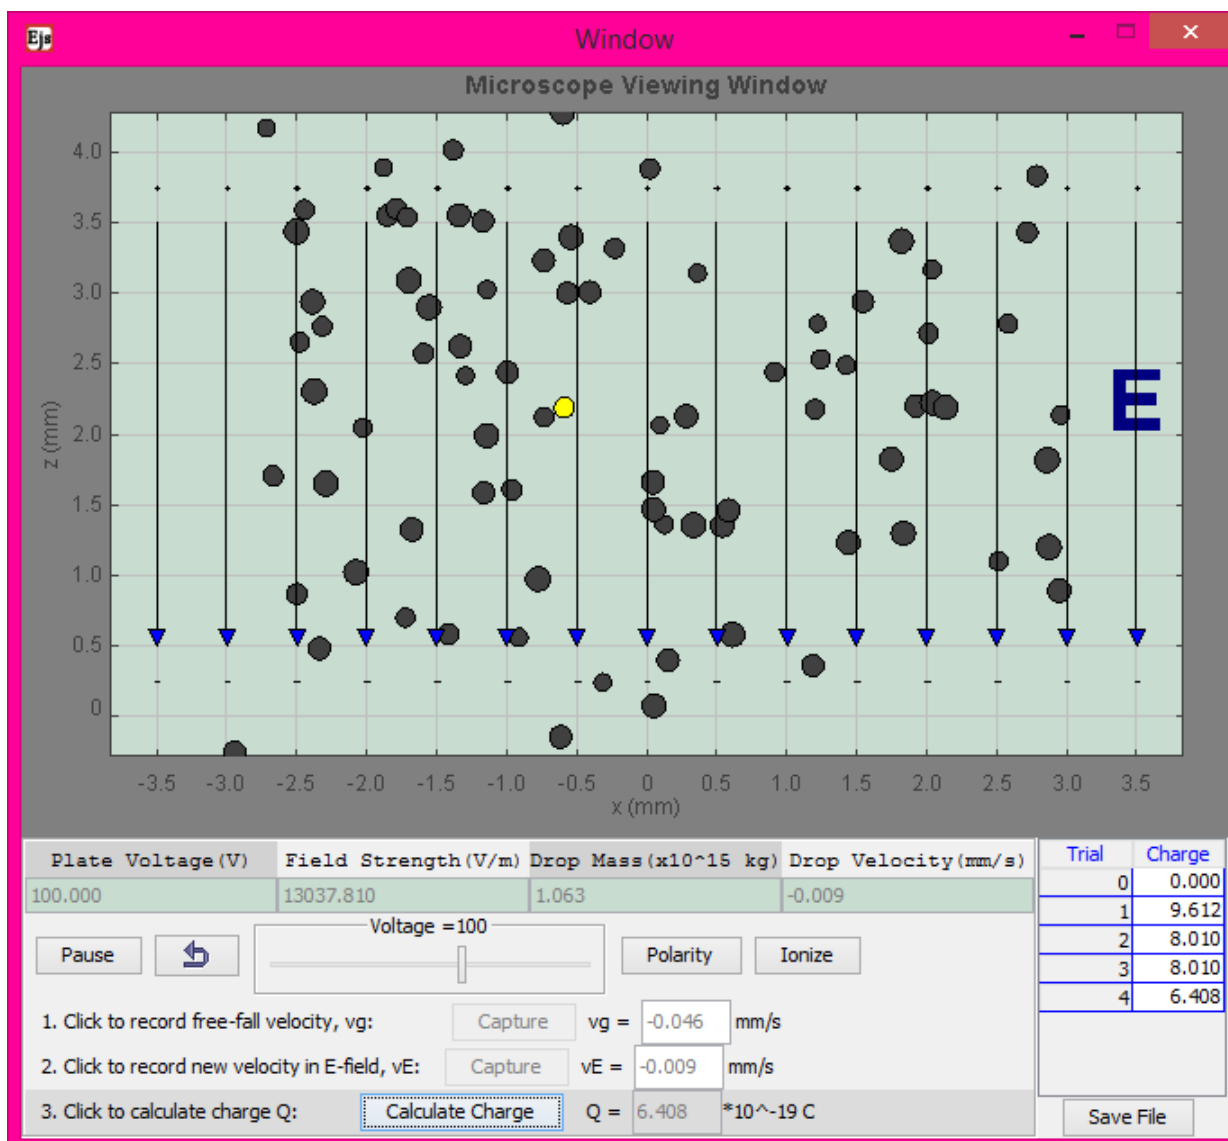 Ejs Window
Microscope Viewing Window
4.0
3.5
3.0
2.5
2.0
1.5
1.0
0.5
0
z (mm)
E
-3.5 -3.0 -2.5 -2.0 -1.5 -1.0 -0.5 0 0.5 1.0 1.5 2.0 2.5 3.0 3.5
x (mm)
Plate Voltage(V) Field Strength(V/m) Drop Mass(x10^15 kg) Drop Velocity(mm/s)
100.000 13037.810 1.063 -0.009
Voltage =100
Pause Polarity Ionize
1. Click to record free-fall velocity, vg: Capture vg = -0.046 mm/s
2. Click to record new velocity in E-field, vE: Capture vE = -0.009 mm/s
3. Click to calculate charge Q: Calculate Charge Q = 6.408 *10^-19 C
Trial Charge
0 0.000
1 9.612
2 8.010
3 8.010
4 6.408
Save File